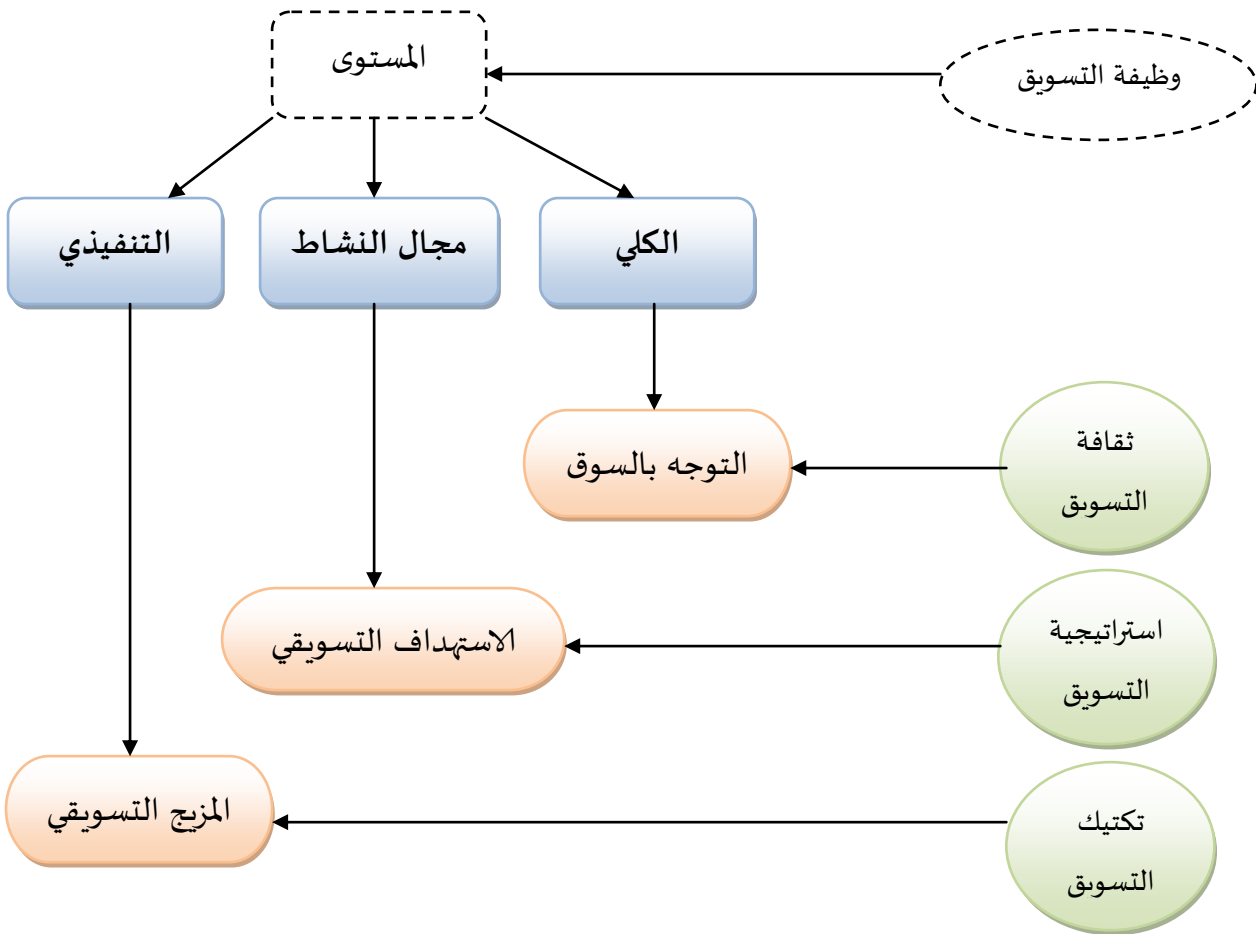 وظيفة التسويق
المستوى
الكلي
مجال النشاط
التنفيذي
ثقافة
التسويق
التوجه بالسوق
استراتيجية
التسويق
الاستهداف التسويقي
تكتيك
التسويق
المزيج التسويقي